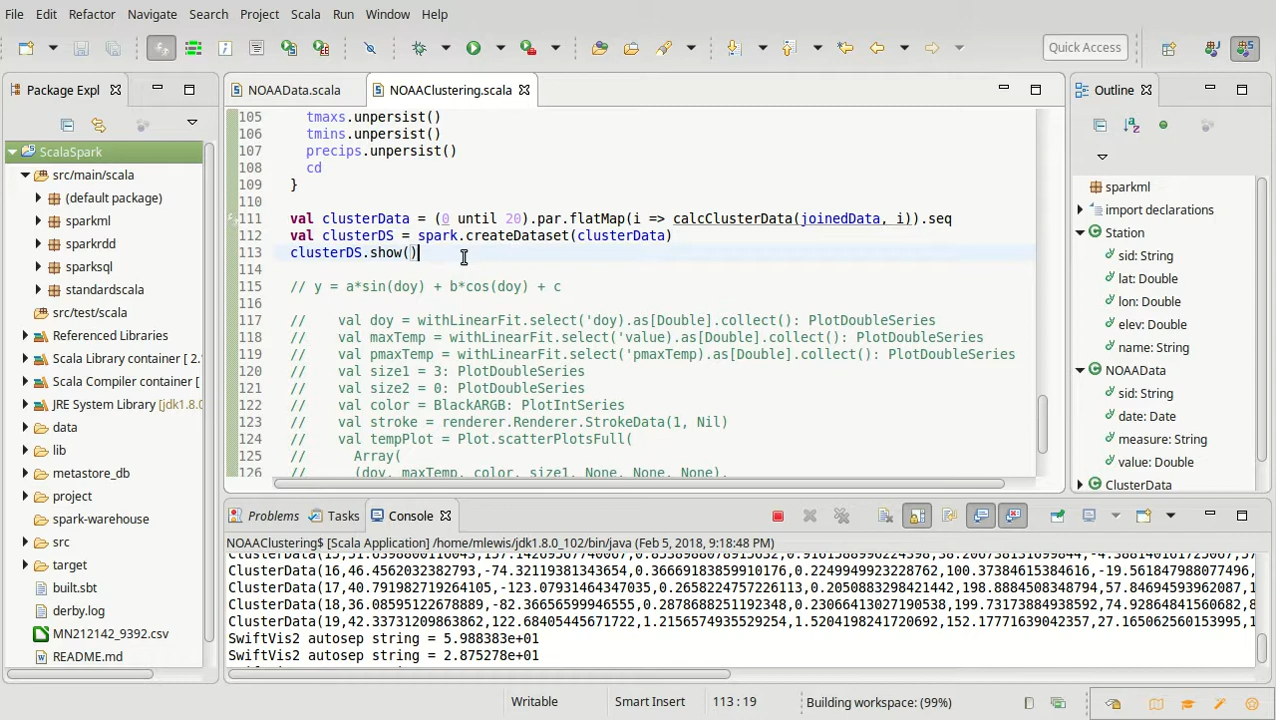 File Edit Refactor Navigate Search Project Scala Run Window Help
Quick Access
Package Expl
NOAAData.scala
NOAAClustering.scala
Outline
ScalaSpark
src/main/scala
(default package)
sparkml
sparkrdd
sparksql
standardscala
src/test/scala
Referenced Libraries
Scala Library container [ 2.
Scala Compiler container [
JRE System Library [jdk1.8.0
data
lib
metastore_db
project
spark-warehouse
src
target
built.sbt
derby.log
MN212142_9392.csv
README.md
105 tmaxs.unpersist()
106 tmins.unpersist()
107 precips.unpersist()
108 cd
109 }
110
111 val clusterData = (0 until 20).par.flatMap(i => calcClusterData(joinedData, i)).seq
112 val clusterDS = spark.createDataset(clusterData)
113 clusterDS.show()
114
115 // y = a*sin(doy) + b*cos(doy) + c
116
117 // val doy = withLinearFit.select('doy).as[Double].collect(): PlotDoubleSeries
118 // val maxTemp = withLinearFit.select('value).as[Double].collect(): PlotDoubleSeries
119 // val pmaxTemp = withLinearFit.select('pmaxTemp).as[Double].collect(): PlotDoubleSeries
120 // val size1 = 3: PlotDoubleSeries
121 // val size2 = 0: PlotDoubleSeries
122 // val color = BlackARGB: PlotIntSeries
123 // val stroke = renderer.Renderer.StrokeData(1, Nil)
124 // val tempPlot = Plot.scatterPlotsFull(
125 // Array(
126 // (doy, maxTemp, color, size1, None, None, None),
sparkml
import declarations
Station
sid: String
lat: Double
lon: Double
elev: Double
name: String
NOAAData
sid: String
date: Date
measure: String
value: Double
ClusterData
Problems Tasks Console
NOAAClustering$ [Scala Application] /home/mlewis/jdk1.8.0_102/bin/java (Feb 5, 2018, 9:18:48 PM)
ClusterData(16,46.4562032382793,-74.321193381343654,0.36669183859910176,0.2249949923228762,100.37384615384616,-19.561847988077496,
ClusterData(17,40.791982719264105,-123.07931464347035,0.2658224757226113,0.2050883298421442,198.8884508348794,57.84694593962087,1
ClusterData(18,36.08595122678889,-82.36656599946555,0.2878688251192348,0.23066413027190538,199.73173884938592,74.92864841560682,8
ClusterData(19,42.33731209863862,122.68405445671722,1.2156574935529254,1.5204198241720692,152.17771639042357,27.165062560153995,1
SwiftVis2 autosep string = 5.988383e+01
SwiftVis2 autosep string = 2.875278e+01
Writable
Smart Insert
113 : 19
Building workspace: (99%)